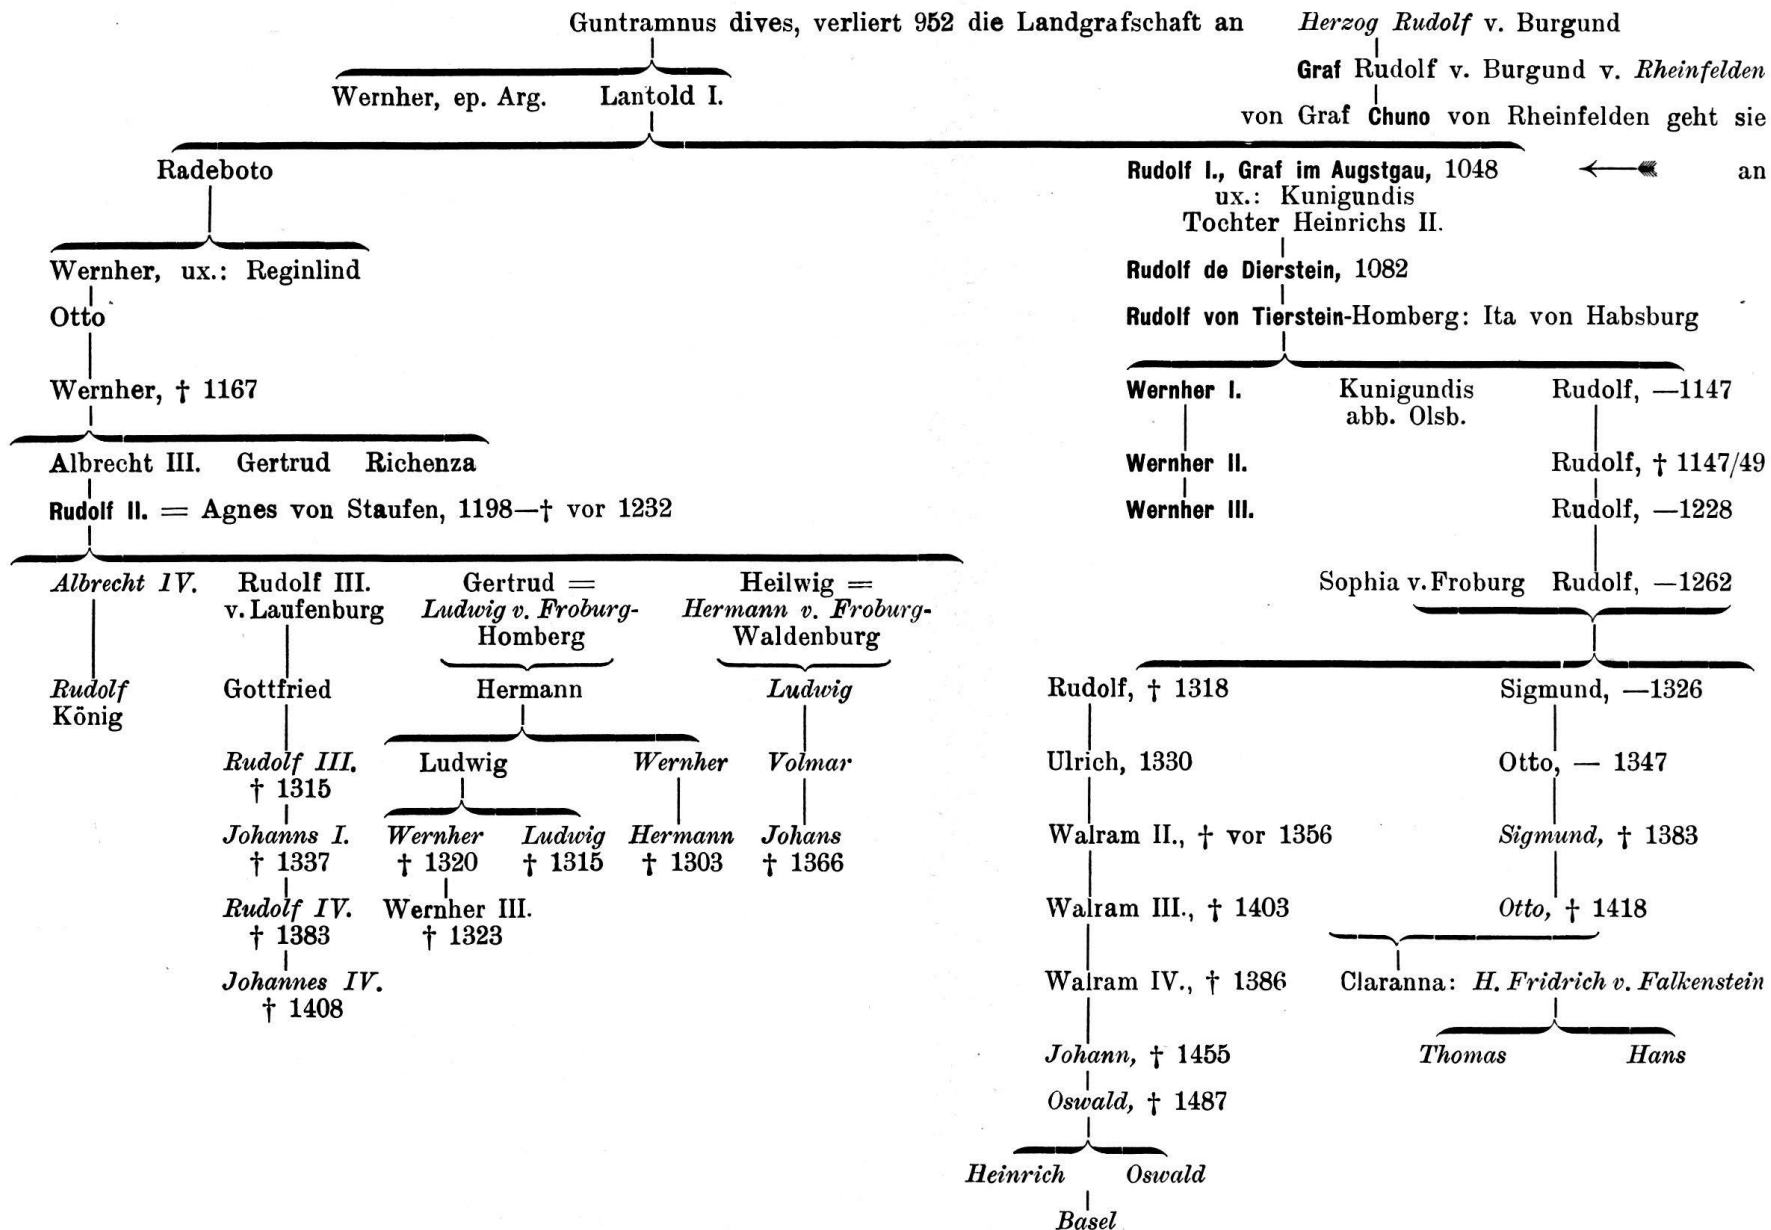 Guntramnus dives, verliert 952 die Landgrafschaft an Herzog Rudolf v. Burgund
Graf Rudolf v. Burgund v. Rheinfelden
Wernher, ep. Arg. Lantold I.
von Graf Chuno von Rheinfelden geht sie
Radeboto Rudolf I., Graf im Augstgau, 1048 an
ux.: Kunigundis
Tochter Heinrichs II.
Wernher, ux.: Reginlind Rudolf de Dierstein, 1082
Otto Rudolf von Tierstein-Homberg: Ita von Habsburg
Wernher, † 1167 Wernher I. Kunigundis Rudolf, —1147
abb. Olsb.
Albrecht III. Gertrud Richenza Wernher II. Rudolf, † 1147/49
Rudolf II. = Agnes von Staufen, 1198—† vor 1232 Wernher III. Rudolf, —1228
Albrecht IV. Rudolf III. Gertrud = Heilwig = Sophia v. Froburg Rudolf, —1262
v. Laufenburg Ludwig v. Froburg- Hermann v. Froburg-
Homberg Waldenburg
Rudolf Gottfried Hermann Ludwig Rudolf, † 1318 Sigmund, —1326
König
Rudolf III. Ludwig Wernher Volmar Ulrich, 1330 Otto, — 1347
† 1315
Johanns I. Wernher Ludwig Hermann Johans Walram II., † vor 1356 Sigmund, † 1383
† 1337 † 1320 † 1315 † 1303 † 1366
Rudolf IV. Wernher III. Walram III., † 1403 Otto, † 1418
† 1383 † 1323
Johannes IV. Walram IV., † 1386 Claranna: H. Fridrich v. Falkenstein
† 1408
Johann, † 1455 Thomas Hans
Oswald, † 1487
Heinrich Oswald
Basel